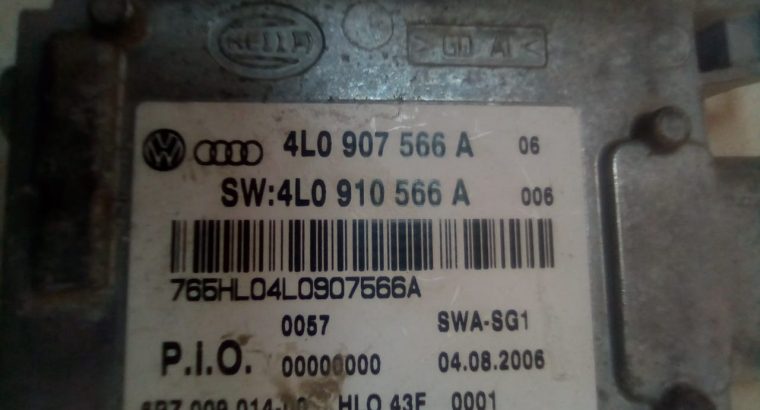 HELLA > GD Al <
4L0 907 566 A 06
SW:4L0 910 566 A 006
765HL04L0907566A
0057 SWA-SG1
P.I.O. 00000000 04.08.2006
HLO 43F 0001